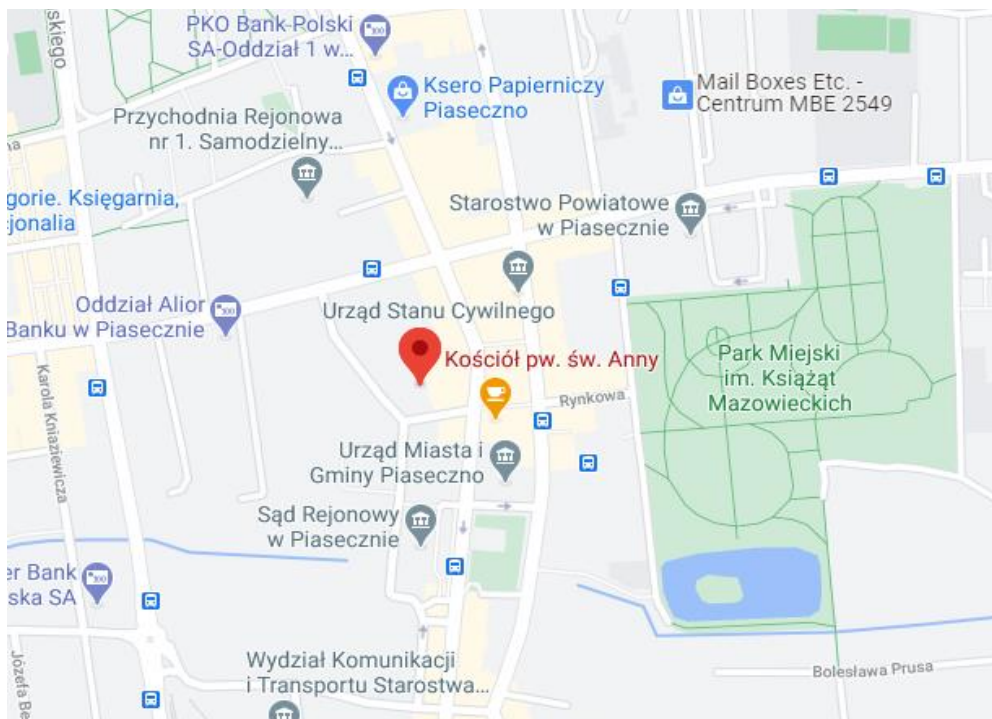 skiego
PKO Bank-Polski
SA-Oddział 1 w...
Ksero Papierniczy
Piaseczno
Mail Boxes Etc. -
Centrum MBE 2549
Przychodnia Rejonowa
nr 1. Samodzielny...
na
gorie. Księgarnia,
cjonalia
Starostwo Powiatowe
w Piasecznie
Oddział Alior
Banku w Piasecznie
Urząd Stanu Cywilnego
Kościół pw. św. Anny
Park Miejski
im. Książąt
Mazowieckich
Rynkowa
Karola Kniaziewicza
Urząd Miasta i
Gminy Piaseczno
Sąd Rejonowy
w Piasecznie
er Bank
ska SA
Józefa Be
Wydział Komunikacji
i Transportu Starostwa...
Bolesława Prusa